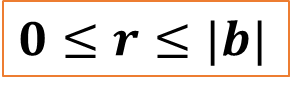 0 ≤ r ≤ |b|